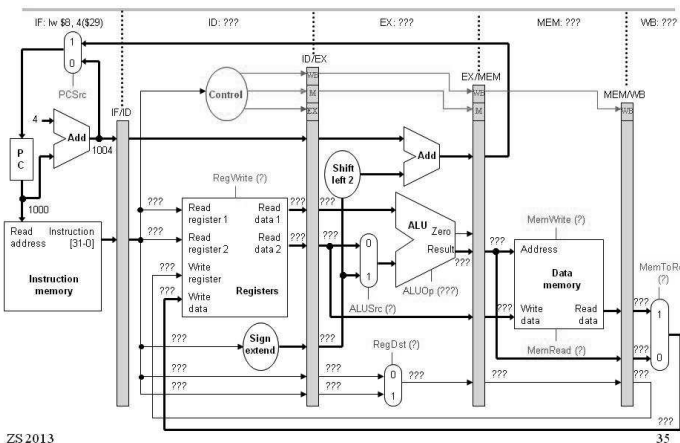 IF: lw $8, 4($29)
ID: ???
EX: ???
MEM: ???
WB: ???
1
0
PCSrc
4
Add
P
C
1004
1000
IF/ID
ID/EX
EX/MEM
MEM/WB
Control
WB
M
EX
WB
M
WB
Read
address
Instruction
[31-0]
Instruction
memory
RegWrite (?)
???
???
???
???
Read
register 1
Read
data 1
Read
register 2
Read
data 2
Write
register
Write
data
Registers
???
???
Sign
extend
???
???
???
???
???
???
???
Shift
left 2
Add
ALU
Zero
Result
???
ALUOp (???)
0
1
ALUSrc (?)
RegDst (?)
0
1
???
???
???
MemWrite (?)
Address
Data
memory
Write
data
Read
data
MemRead (?)
???
???
???
???
MemToRe
(?)
1
0
???
???
???
ZS 2013
35